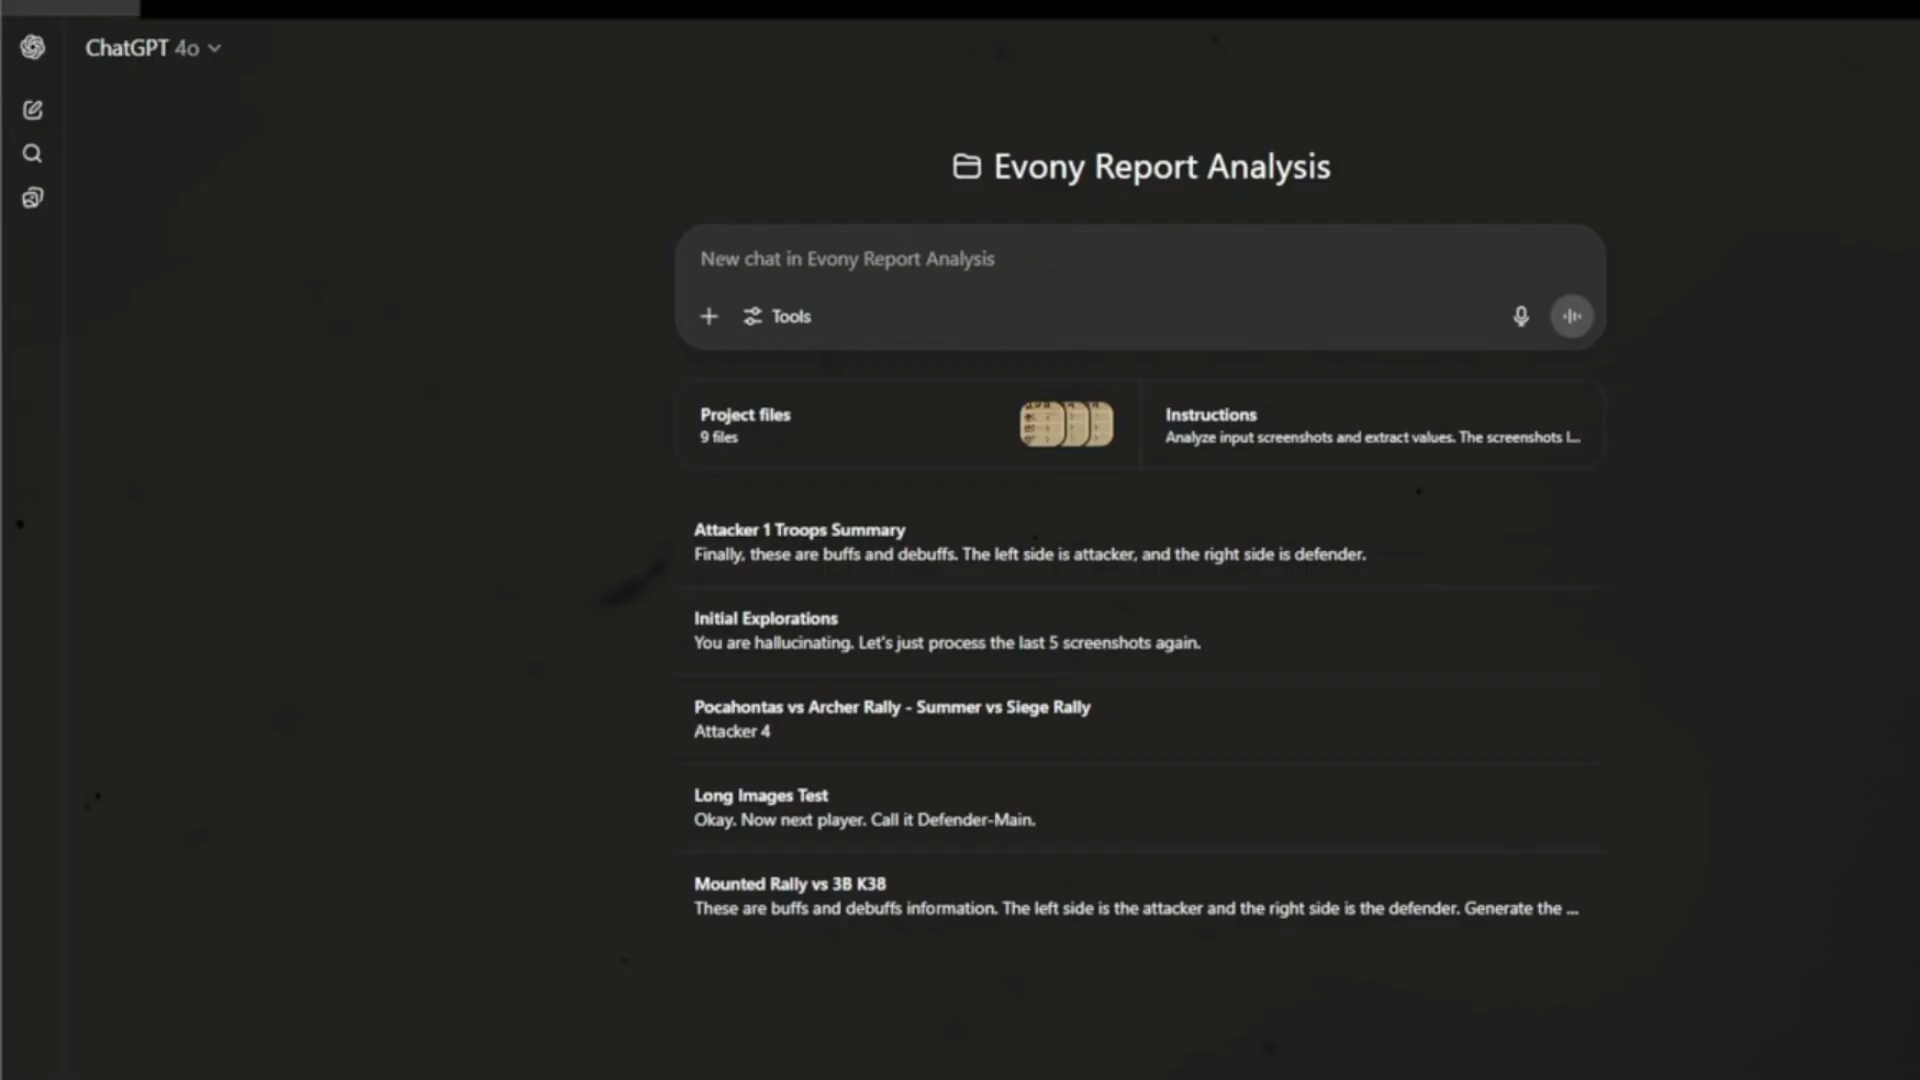 ChatGPT 4o
Evony Report Analysis
New chat in Evony Report Analysis
Tools
Project files
9 files
Instructions
Analyze input screenshots and extract values. The screenshots I...
Attacker 1 Troops Summary
Finally, these are buffs and debuffs. The left side is attacker, and the right side is defender.
Initial Explorations
You are hallucinating. Let's just process the last 5 screenshots again.
Pocahontas vs Archer Rally - Summer vs Siege Rally
Attacker 4
Long Images Test
Okay. Now next player. Call it Defender-Main.
Mounted Rally vs 3B K38
These are buffs and debuffs information. The left side is the attacker and the right side is the defender. Generate the ...